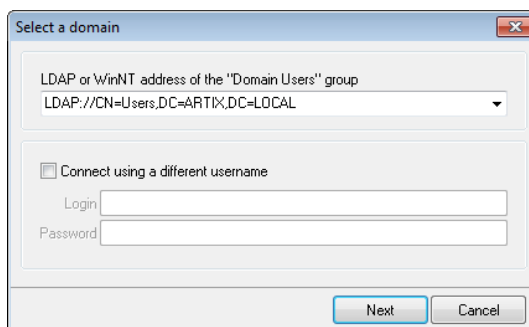 Select a domain
LDAP or WinNT address of the "Domain Users" group
LDAP://CN=Users,DC=ARTIX,DC=LOCAL
Connect using a different username
Login
Password
Next Cancel